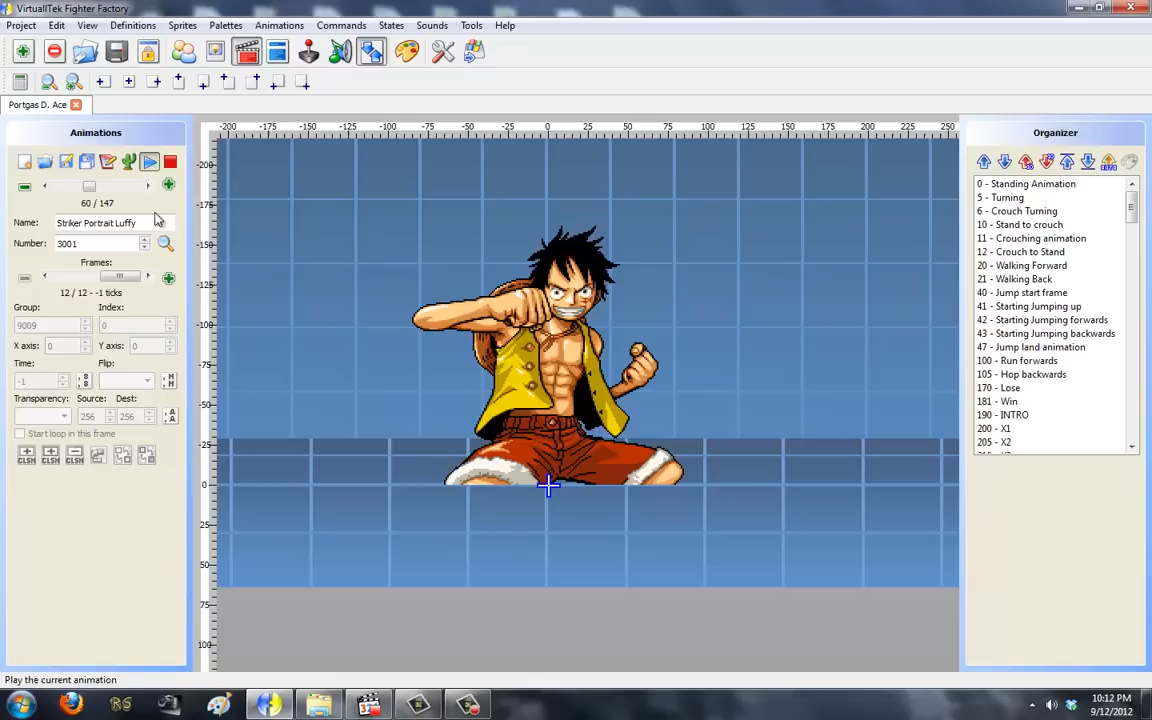 VirtuallTek Fighter Factory
Project Edit View Definitions Sprites Palettes Animations Commands States Sounds Tools Help
Portgas D. Ace
Animations
60 / 147
Name: Striker Portrait Luffy
Number: 3001
Frames:
12 / 12 - -1 ticks
Group: Index:
9009 0
X axis: 0 Y axis: 0
Time: Flip:
-1
Transparency: Source: Dest:
256 256
Start loop in this frame
CLSN CLSN CLSN
-200 -175 -150 -125 -100 -75 -50 -25 0 25 50 75 100 125 150 175 200 225 250
-200
-175
-150
-125
-100
-75
-50
-25
0
25
50
75
100
Organizer
0 - Standing Animation
5 - Turning
6 - Crouch Turning
10 - Stand to crouch
11 - Crouching animation
12 - Crouch to Stand
20 - Walking Forward
21 - Walking Back
40 - Jump start frame
41 - Starting Jumping up
42 - Starting Jumping forwards
43 - Starting Jumping backwards
47 - Jump land animation
100 - Run forwards
105 - Hop backwards
170 - Lose
181 - Win
190 - INTRO
200 - X1
205 - X2
Play the current animation
10:12 PM
9/12/2012